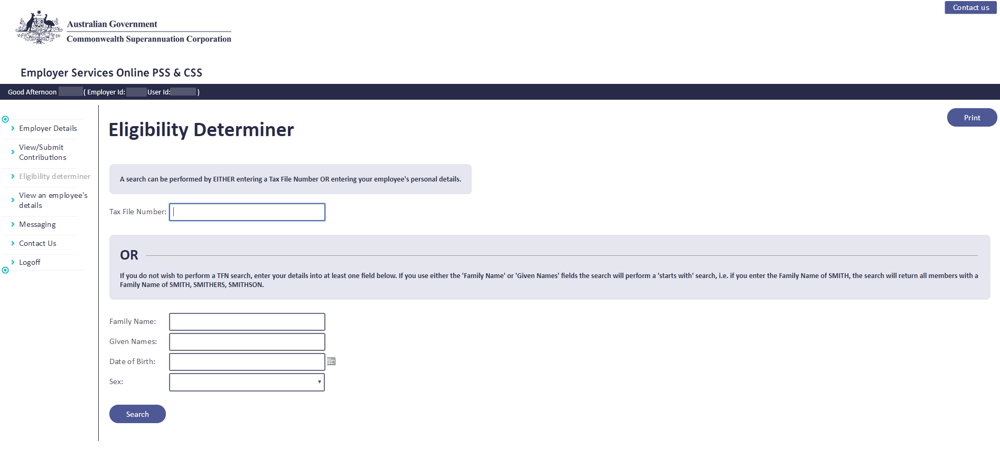 Contact us
Australian Government
Commonwealth Superannuation Corporation
Employer Services Online PSS & CSS
Good Afternoon ( Employer Id: User Id: )
Employer Details
View/Submit
Contributions
Eligibility determiner
View an employee's
details
Messaging
Contact Us
Logoff
Print
Eligibility Determiner
A search can be performed by EITHER entering a Tax File Number OR entering your employee's personal details.
Tax File Number:
OR
If you do not wish to perform a TFN search, enter your details into at least one field below. If you use either the 'Family Name' or 'Given Names' fields the search will perform a 'starts with' search, i.e. if you enter the Family Name of SMITH, the search will return all members with a
Family Name of SMITH, SMITHERS, SMITHSON.
Family Name:
Given Names:
Date of Birth:
Sex:
Search